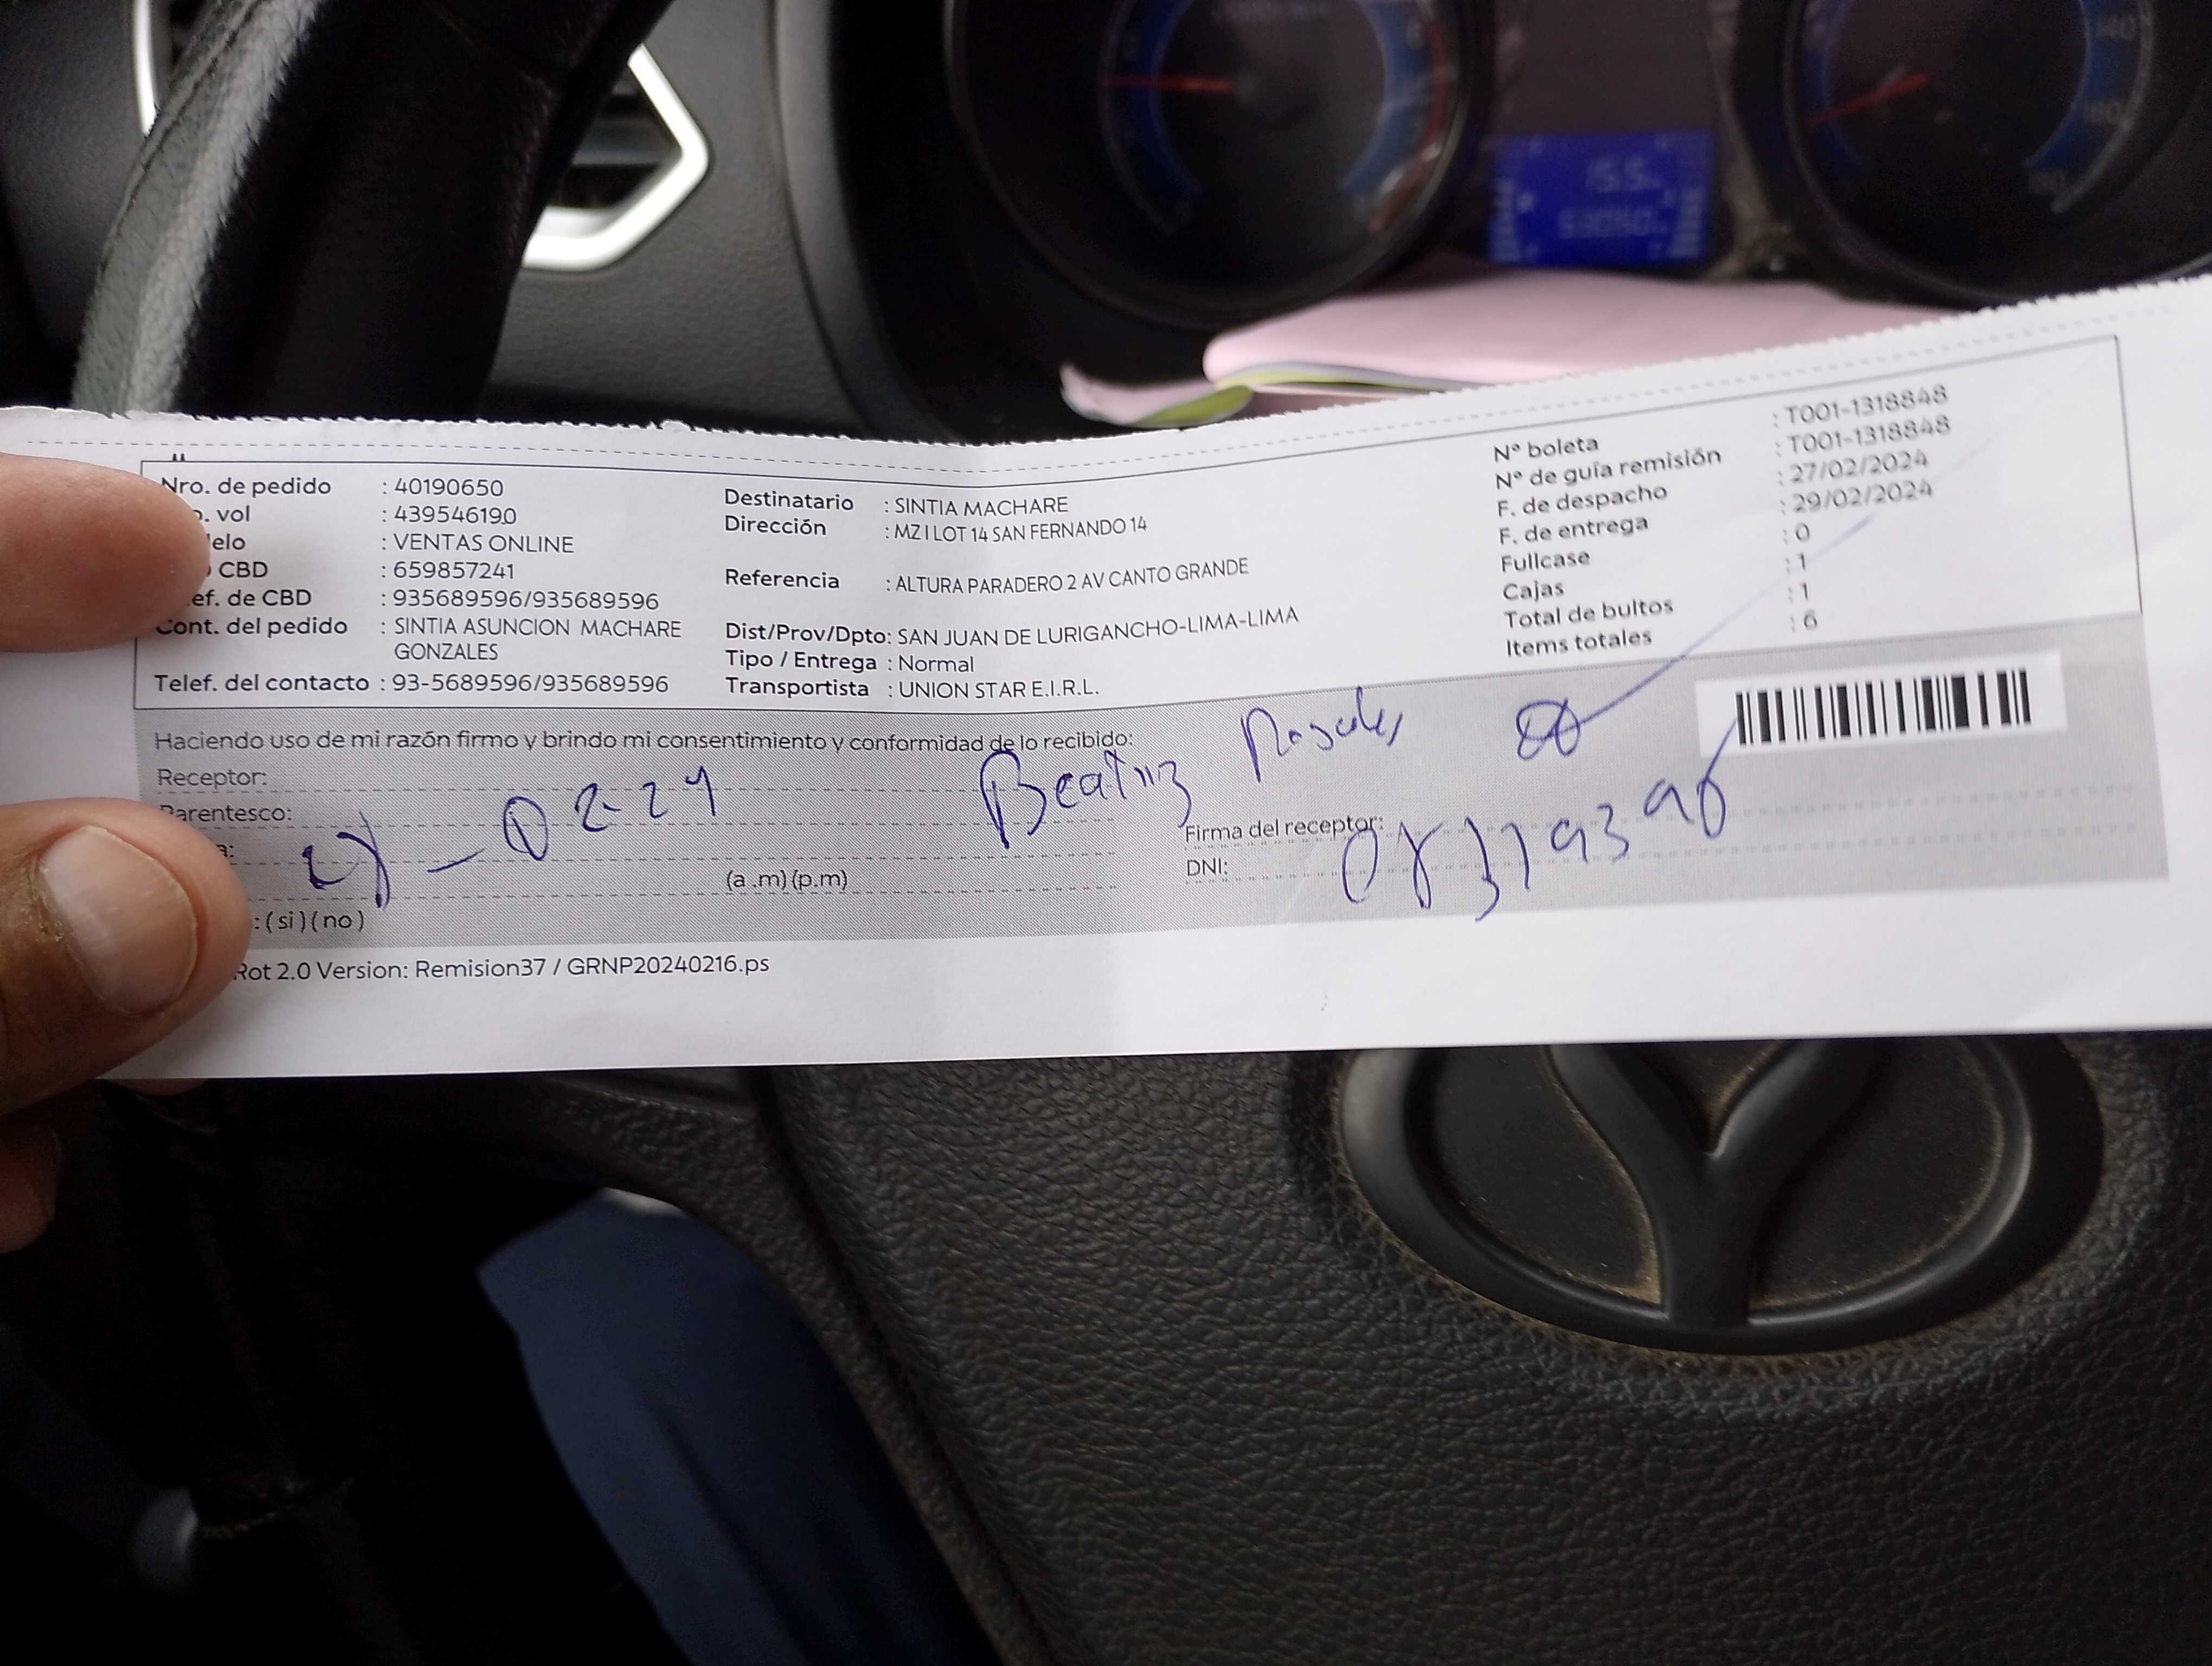 Nro. de pedido : 40190650
o. vol : 439546190
elo : VENTAS ONLINE
CBD : 659857241
ef. de CBD : 935689596/935689596
Cont. del pedido : SINTIA ASUNCION MACHARE
GONZALES
Telef. del contacto : 93-5689596/935689596
Destinatario : SINTIA MACHARE
Dirección : MZ I LOT 14 SAN FERNANDO 14
Referencia : ALTURA PARADERO 2 AV CANTO GRANDE
Dist/Prov/Dpto: SAN JUAN DE LURIGANCHO-LIMA-LIMA
Tipo / Entrega : Normal
Transportista : UNION STAR E.I.R.L.
N° boleta : T001-1318848
N° de guía remisión : T001-1318848
F. de despacho : 27/02/2024
F. de entrega : 29/02/2024
Fullcase : 0
Cajas : 1
Total de bultos : 1
Items totales : 6
Haciendo uso de mi razón firmo y brindo mi consentimiento y conformidad de lo recibido:
Receptor:
Parentesco: Beatriz Rosales
a: 02-24
Firma del receptor:
(a .m) (p.m)
DNI:
: ( si ) ( no )
Rot 2.0 Version: Remision37 / GRNP20240216.ps
15.5